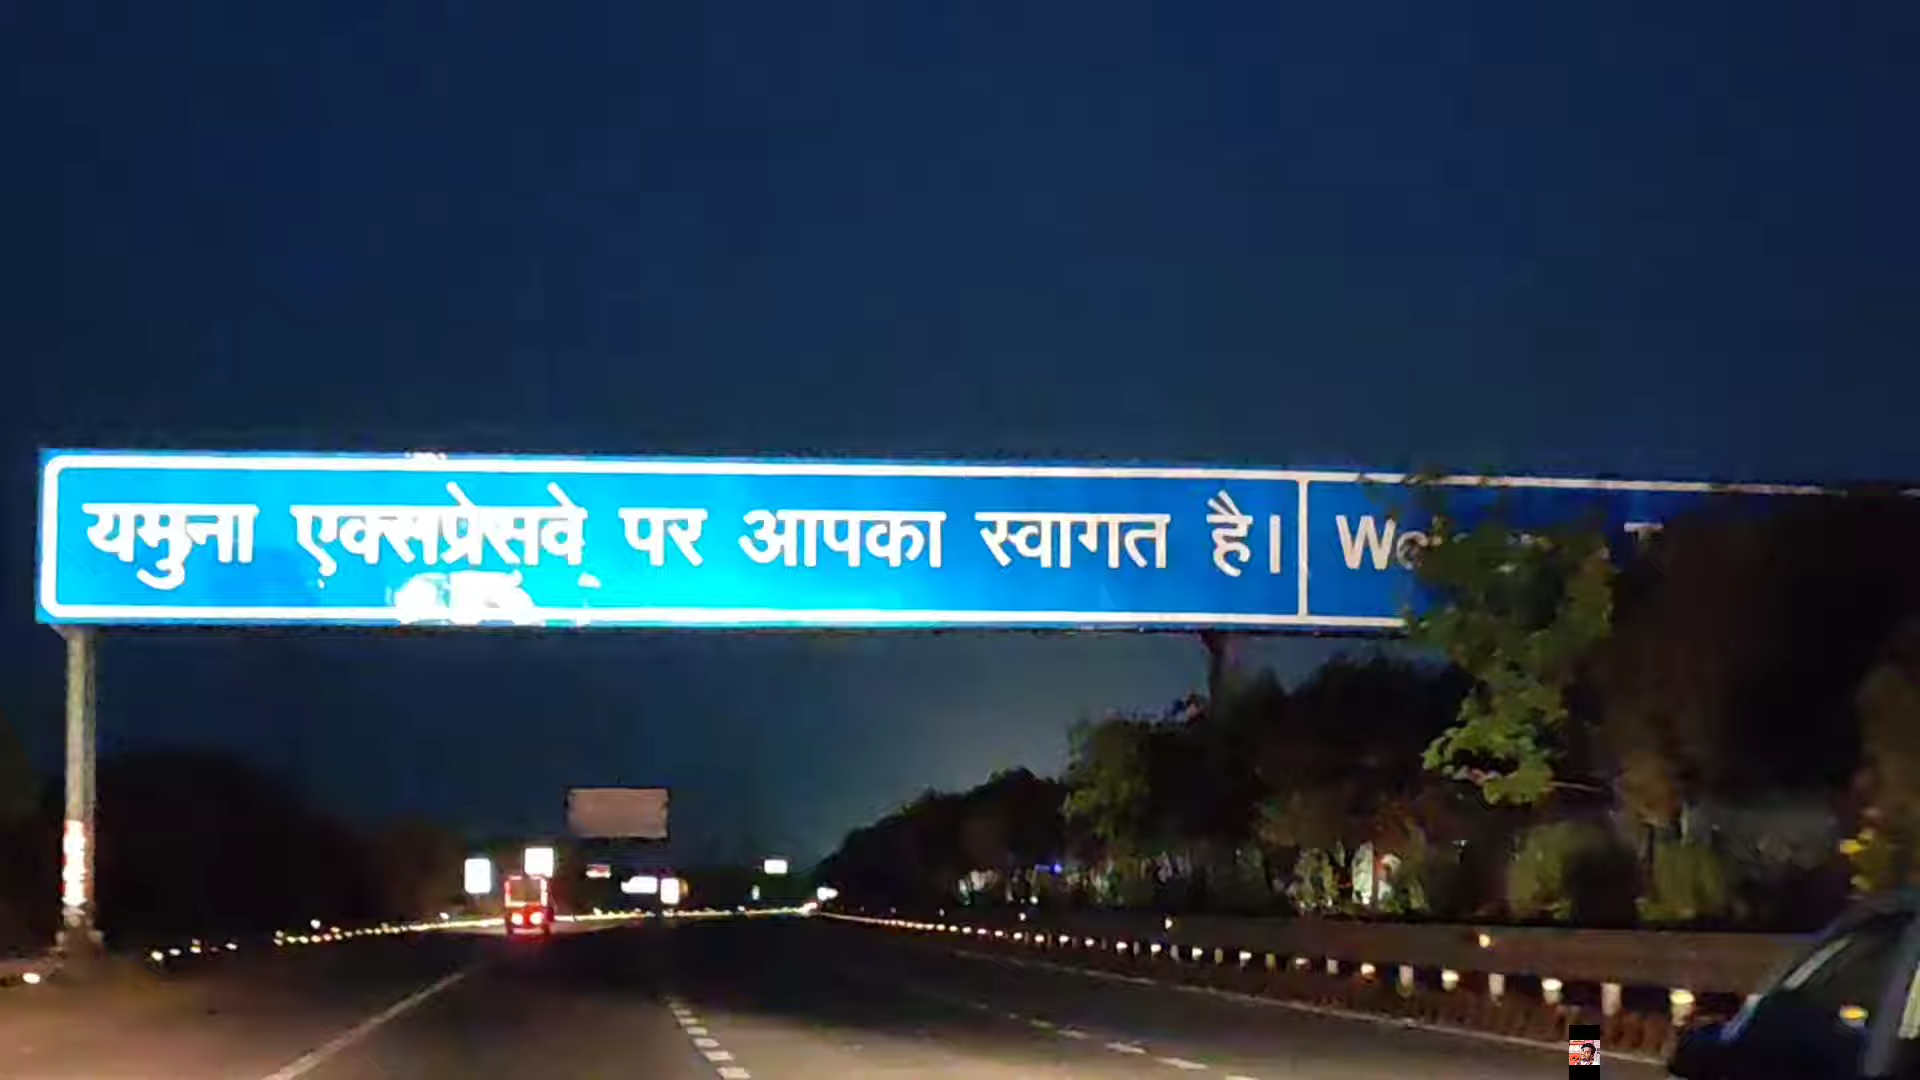 यमुना एक्सप्रेसवे पर आपका स्वागत है।